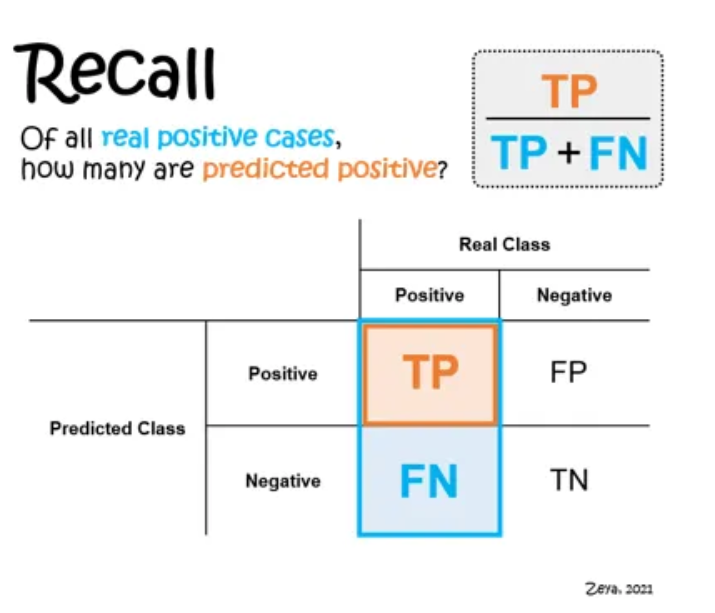 Recall
Of all real positive cases,
how many are predicted positive?
TP
TP + FN
Real Class
Positive Negative
Positive TP FP
Predicted Class
Negative FN TN
Zeya, 2021